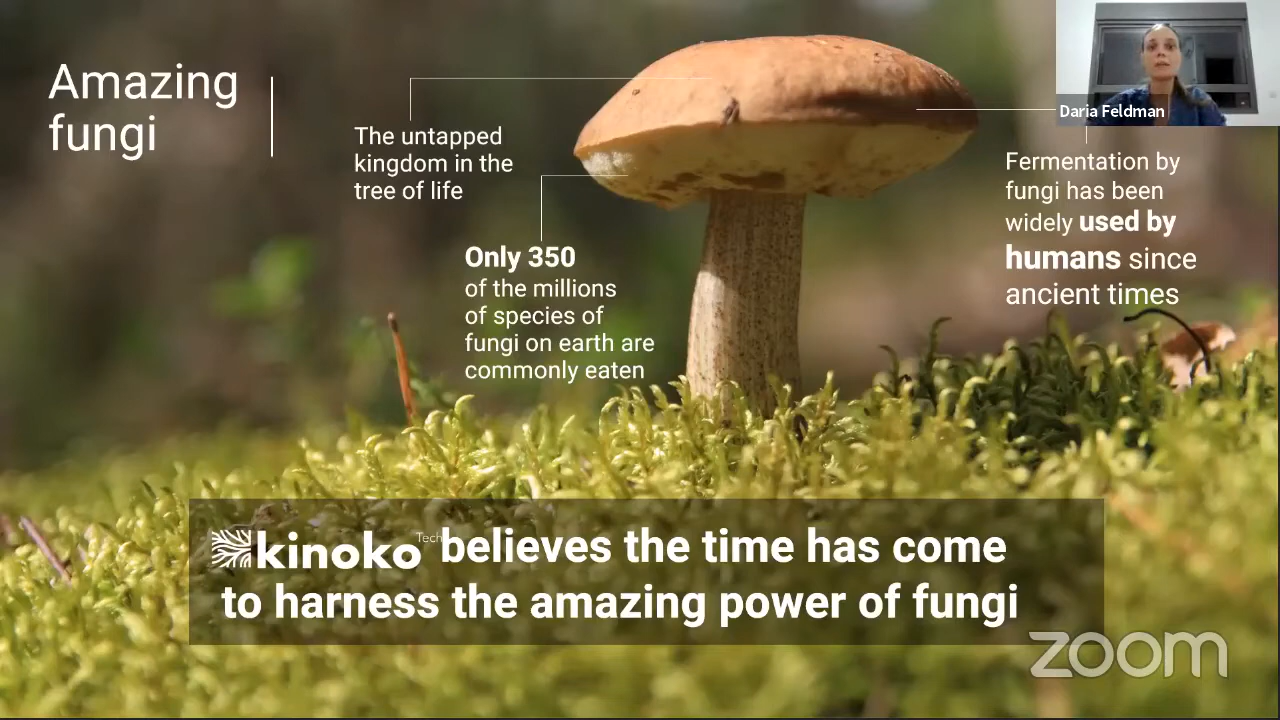 Amazing
fungi
The untapped
kingdom in the
tree of life
Only 350
of the millions
of species of
fungi on earth are
commonly eaten
Daria Feldman
Fermentation by
fungi has been
widely used by
humans since
ancient times
kinoko Tech believes the time has come
to harness the amazing power of fungi
zoom